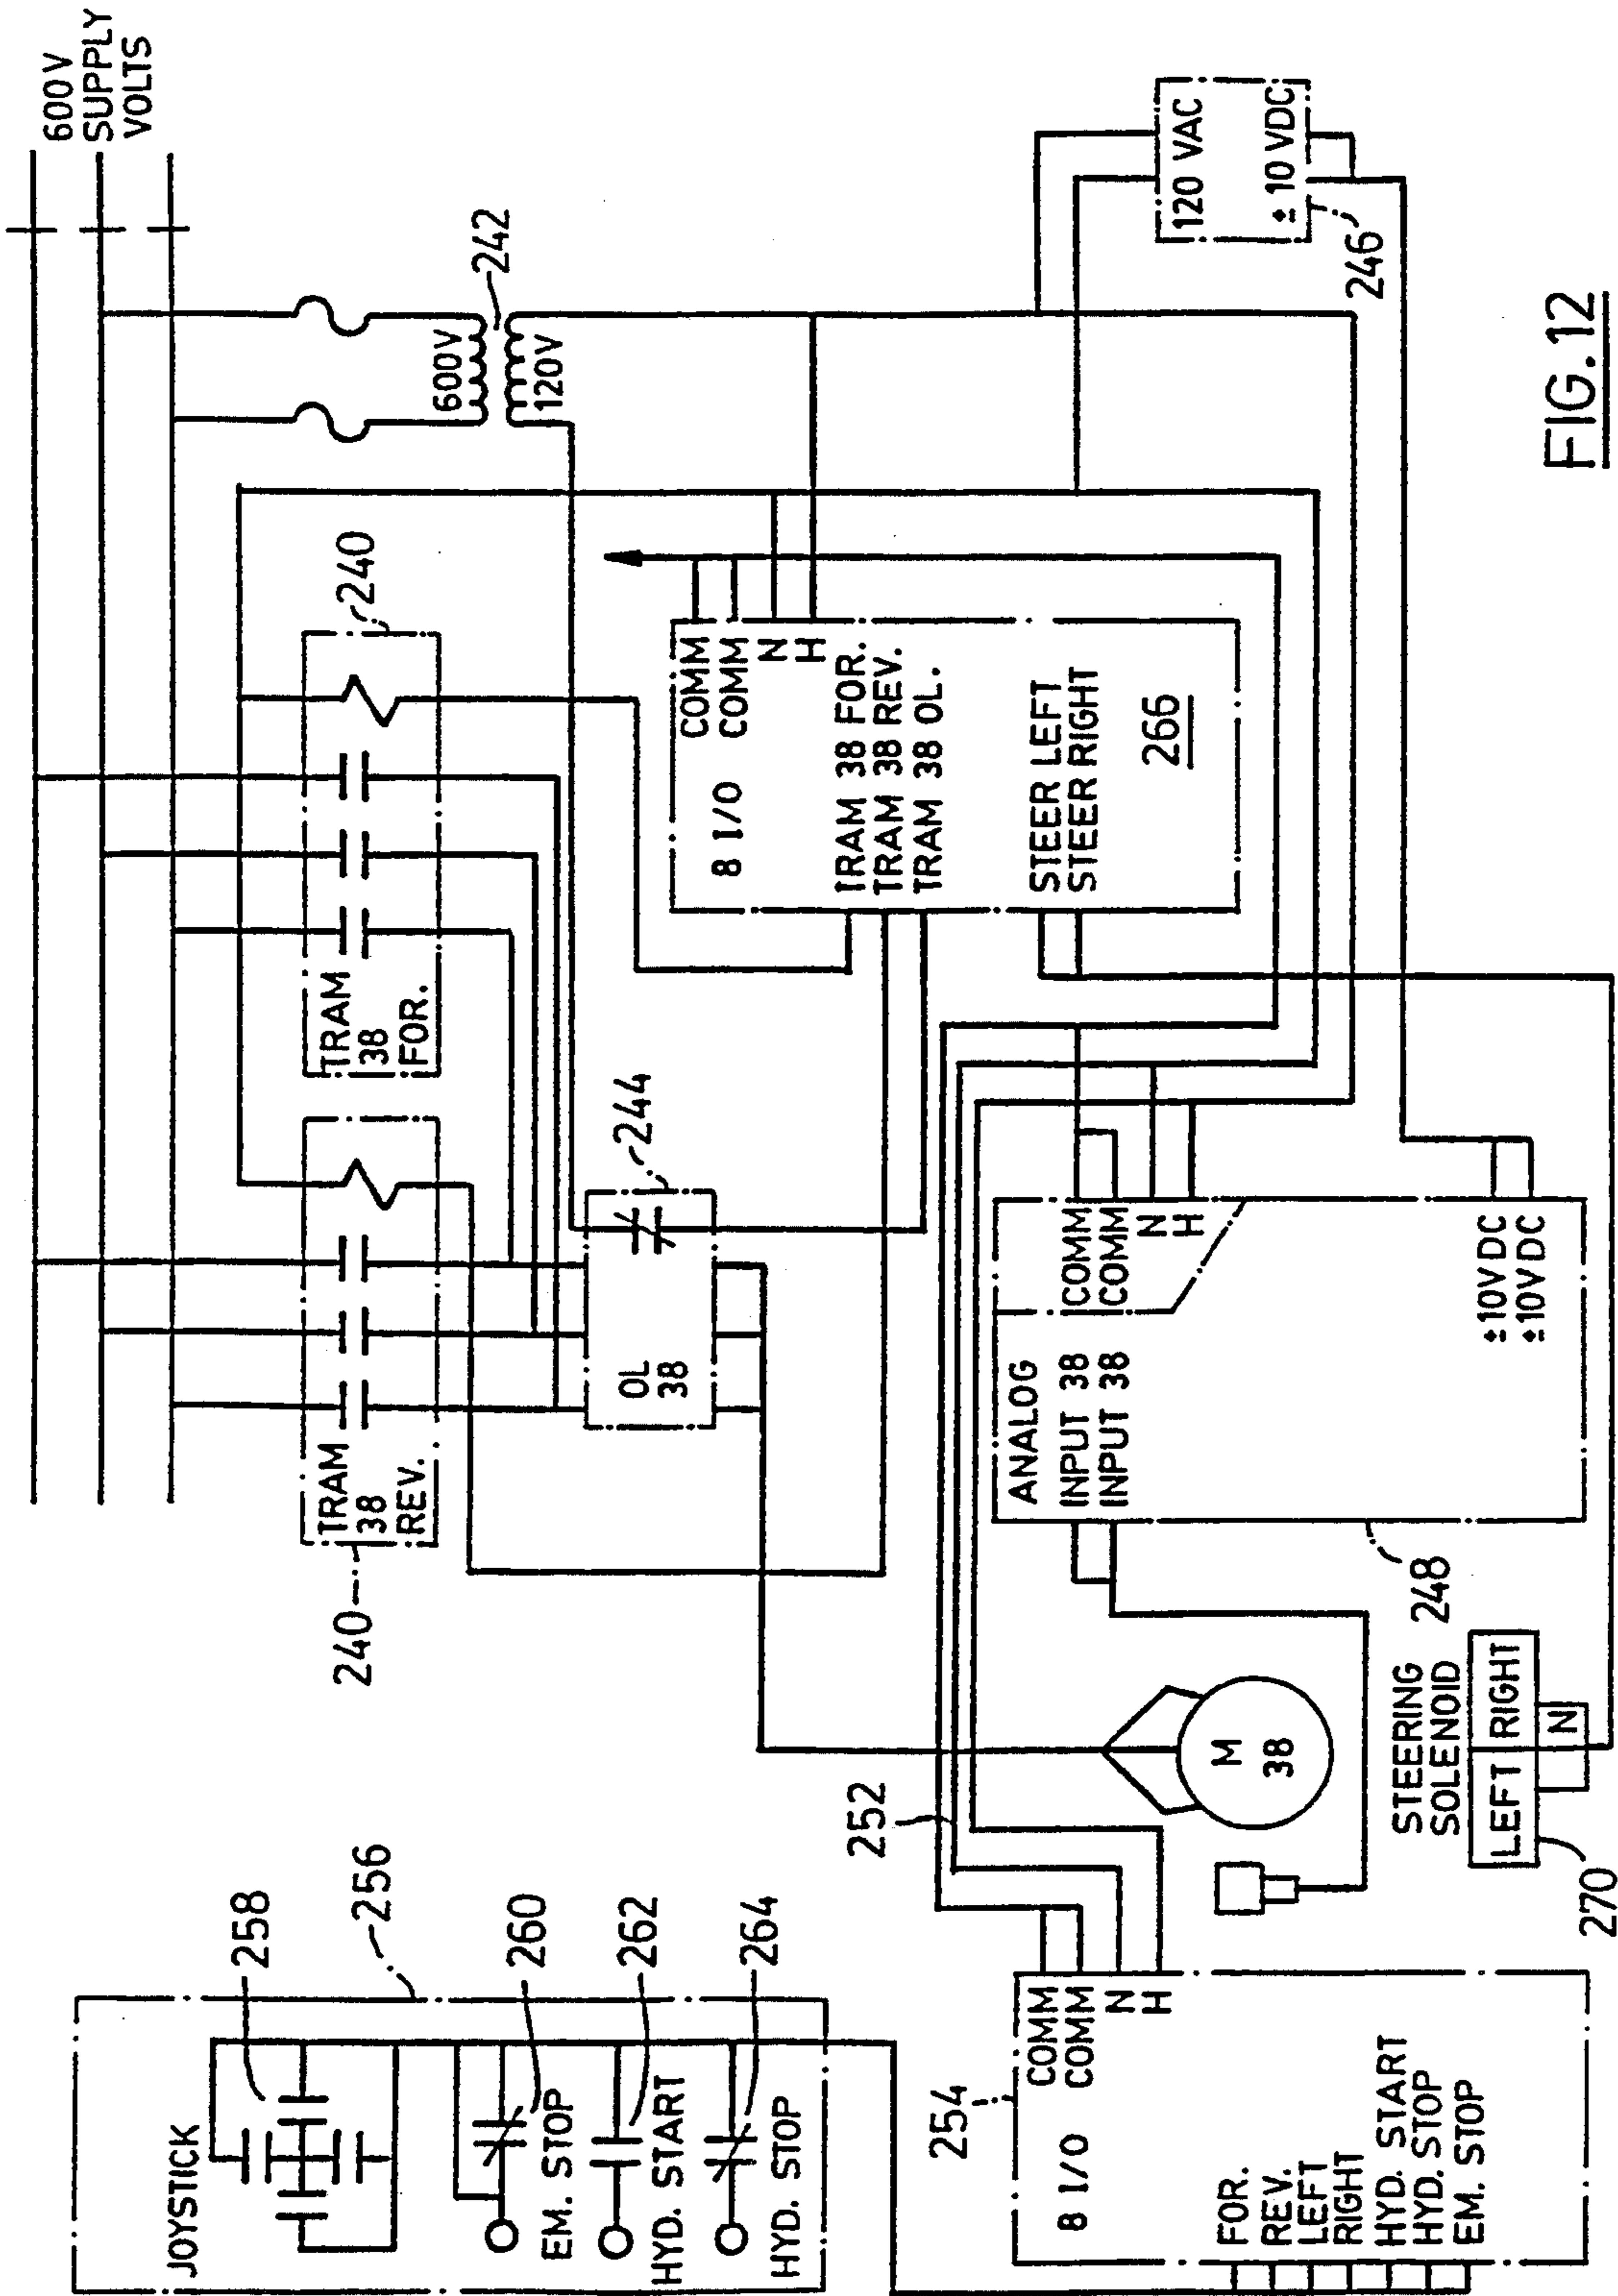 600V
SUPPLY
VOLTS
242
600V
120V
120 VAC
± 10 VDC
246
FIG.12
240
TRAM
38
FOR.
COMM
COMM
N
H
8 I/O
TRAM 38 FOR.
TRAM 38 REV.
TRAM 38 OL.
STEER LEFT
STEER RIGHT
266
240
TRAM
38
REV.
244
OL
38
ANALOG
INPUT 38
INPUT 38
COMM
COMM
N
H
±10V DC
±10V DC
248
252
M
38
STEERING
SOLENOID
LEFT
RIGHT
N
270
256
JOYSTICK
258
260
EM. STOP
262
HYD. START
264
HYD. STOP
254
8 I/O
COMM
COMM
N
H
FOR.
REV.
LEFT
RIGHT
HYD. START
HYD. STOP
EM. STOP